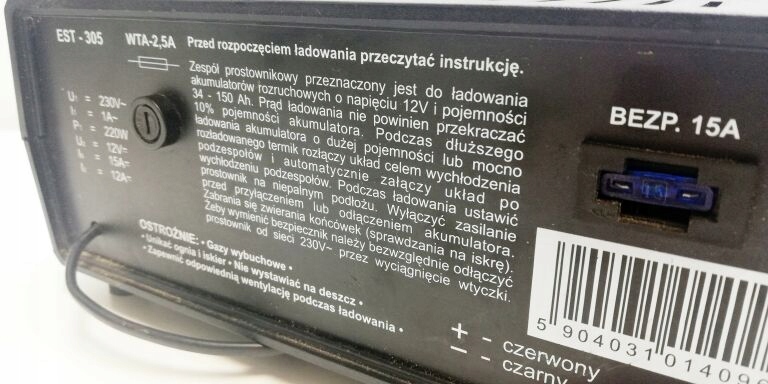 EST - 305
WTA-2,5A
Przed rozpoczęciem ładowania przeczytać instrukcję.
U₁ = 230V~
I₁ = 1A~
P₁ = 220W
U₂ = 12V⎓
I₂ = 15A⎓
I₂ = 12A⎓
Zespół prostownikowy przeznaczony jest do ładowania
akumulatorów rozruchowych o napięciu 12V i pojemności
34 - 150 Ah. Prąd ładowania nie powinien przekraczać
10% pojemności akumulatora. Podczas dłuższego
ładowania akumulatora o dużej pojemności lub mocno
rozładowanego termik rozłączy układ celem wychłodzenia
podzespołów i automatycznie załączy układ po
wychłodzeniu podzespołów. Podczas ładowania ustawić
prostownik na niepalnym podłożu. Wyłączyć zasilanie
przed przyłączeniem lub odłączeniem akumulatora.
Zabrania się zwierania końcówek (sprawdzania na iskrę).
Żeby wymienić bezpiecznik należy bezwzględnie odłączyć
prostownik od sieci 230V~ przez wyciągnięcie wtyczki.
OSTROŻNIE: • Gazy wybuchowe •
• Unikać ognia i iskier • Nie wystawiać na deszcz •
• Zapewnić odpowiednią wentylację podczas ładowania •
BEZP. 15A
15
5 904031 01409
+ - czerwony
− - czarny